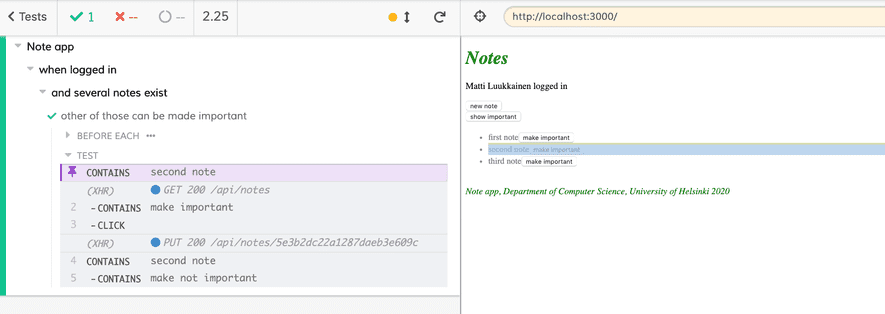 Tests 1 -- -- 2.25
Note app
when logged in
and several notes exist
other of those can be made important
BEFORE EACH
TEST
CONTAINS second note
(XHR) GET 200 /api/notes
2 -CONTAINS make important
3 -CLICK
(XHR) PUT 200 /api/notes/5e3b2dc22a1287daeb3e609c
4 CONTAINS second note
5 -CONTAINS make not important
http://localhost:3000/
Notes
Matti Luukkainen logged in
new note
show important
first note make important
second note make important
third note make important
Note app, Department of Computer Science, University of Helsinki 2020